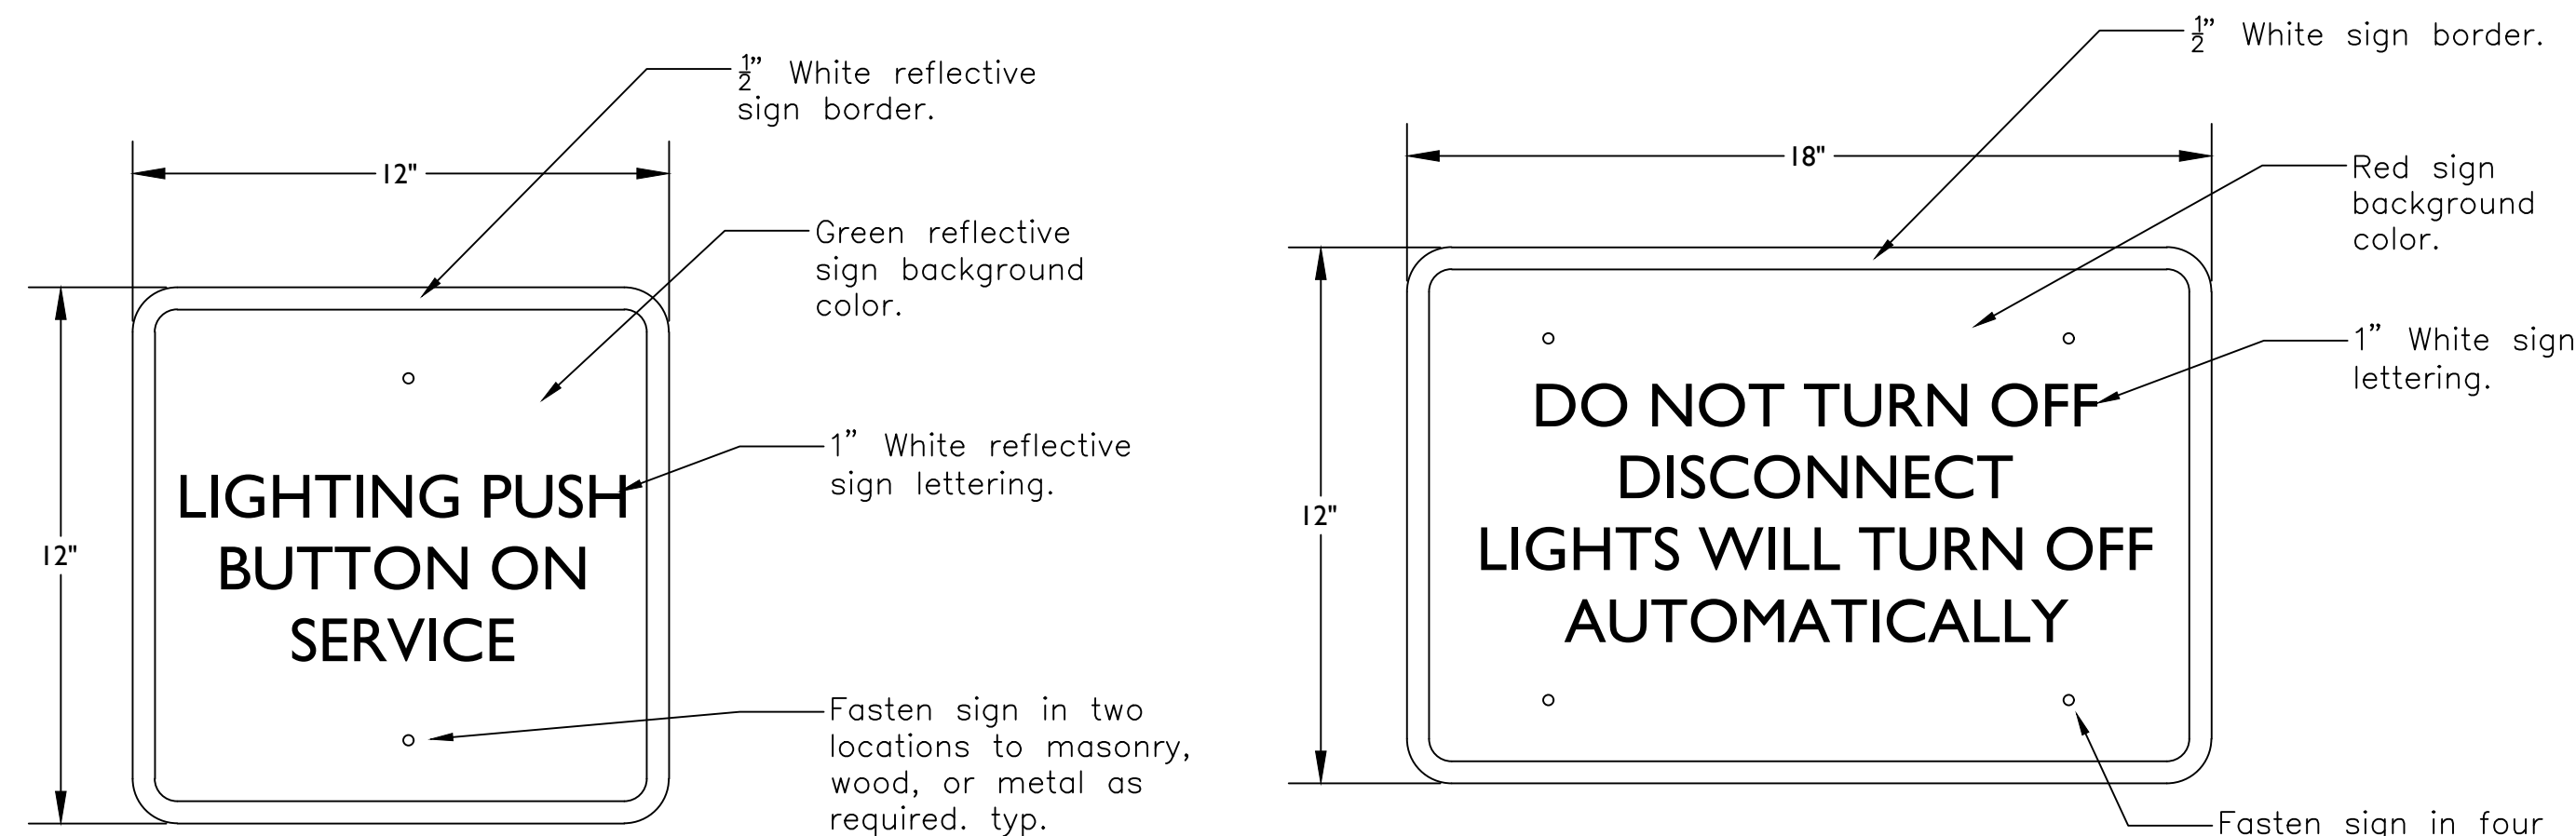 ½” White reflective
sign border.
12"
Green reflective
sign background
color.
12"
1” White reflective
sign lettering.
LIGHTING PUSH
BUTTON ON
SERVICE
Fasten sign in two
locations to masonry,
wood, or metal as
required. typ.
½” White sign border.
18"
Red sign
background
color.
12"
1” White sign
lettering.
DO NOT TURN OFF
DISCONNECT
LIGHTS WILL TURN OFF
AUTOMATICALLY
Fasten sign in four